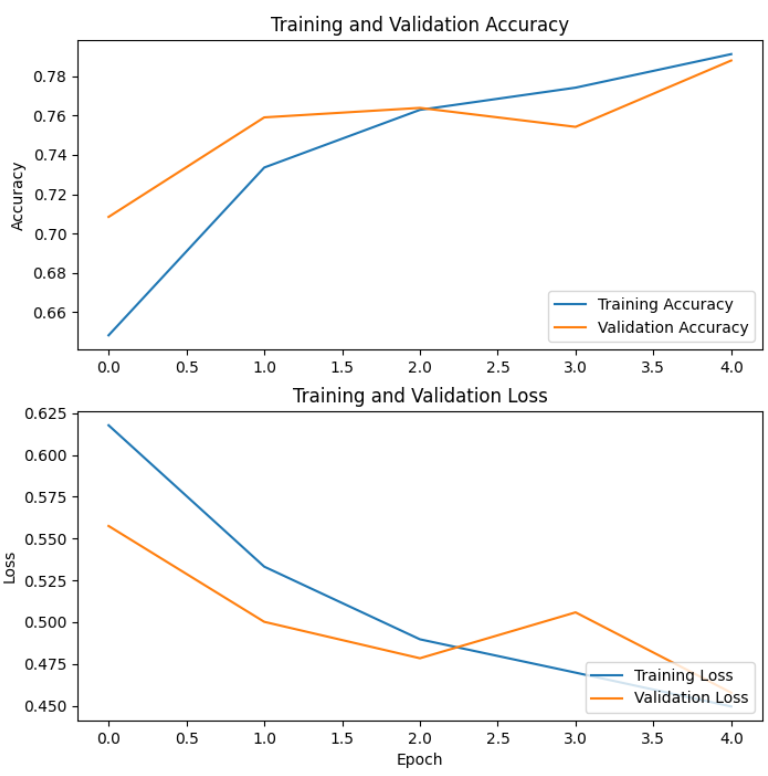 Training and Validation Accuracy
Accuracy
0.78
0.76
0.74
0.72
0.70
0.68
0.66
Training Accuracy
Validation Accuracy
0.0 0.5 1.0 1.5 2.0 2.5 3.0 3.5 4.0
Training and Validation Loss
Loss
0.625
0.600
0.575
0.550
0.525
0.500
0.475
0.450
Training Loss
Validation Loss
0.0 0.5 1.0 1.5 2.0 2.5 3.0 3.5 4.0
Epoch